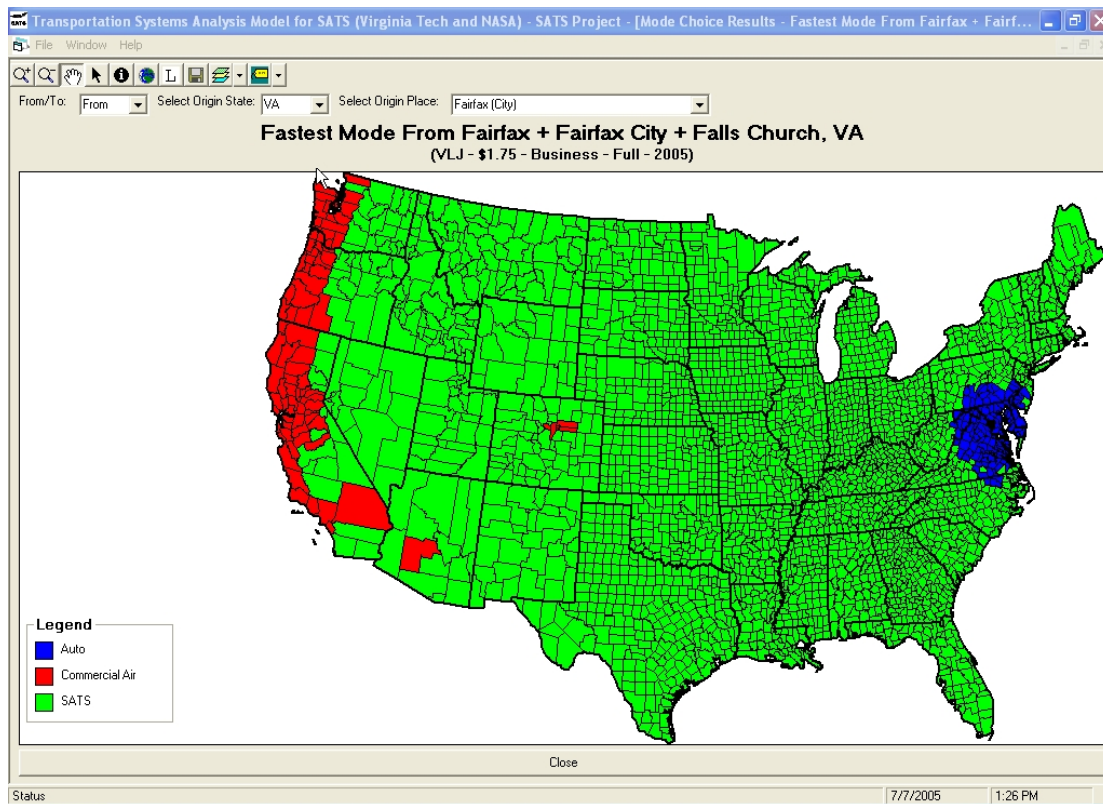 Transportation Systems Analysis Model for SATS (Virginia Tech and NASA) - SATS Project - [Mode Choice Results - Fastest Mode From Fairfax + Fairf...
File Window Help
L
From/To: From Select Origin State: VA Select Origin Place: Fairfax (City)
Fastest Mode From Fairfax + Fairfax City + Falls Church, VA
(VLJ - $1.75 - Business - Full - 2005)
Legend
Auto
Commercial Air
SATS
Close
Status 7/7/2005 1:26 PM